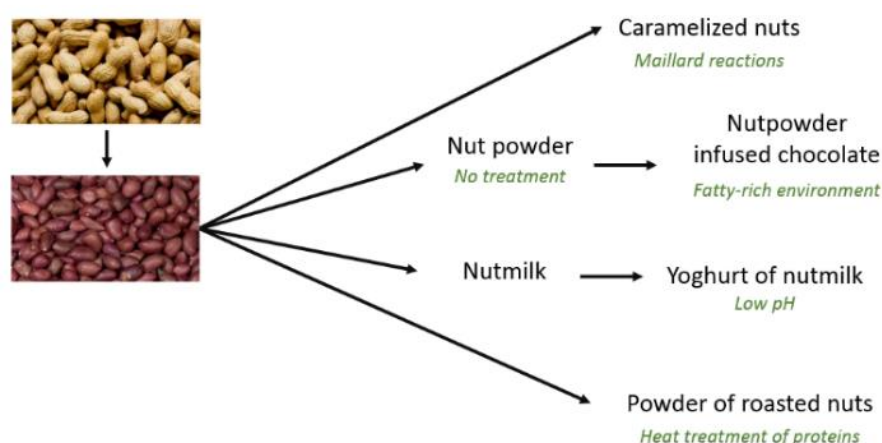 Caramelized nuts
Maillard reactions
Nut powder
No treatment
Nutpowder
infused chocolate
Fatty-rich environment
Nutmilk
Yoghurt of nutmilk
Low pH
Powder of roasted nuts
Heat treatment of proteins